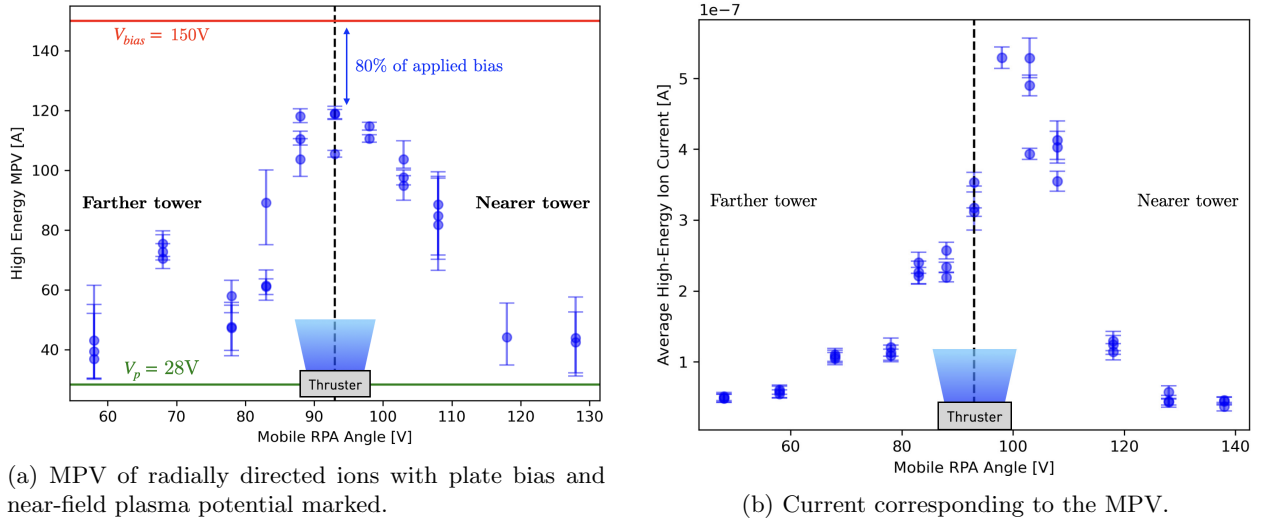 V_bias = 150V
80% of applied bias
Farther tower
Nearer tower
V_p = 28V
Thruster
140
120
100
80
60
40
High Energy MPV [A]
60 70 80 90 100 110 120 130
Mobile RPA Angle [V]
(a) MPV of radially directed ions with plate bias and
near-field plasma potential marked.
1e−7
5
4
3
2
1
Average High-Energy Ion Current [A]
Farther tower
Nearer tower
Thruster
60 80 100 120 140
Mobile RPA Angle [V]
(b) Current corresponding to the MPV.